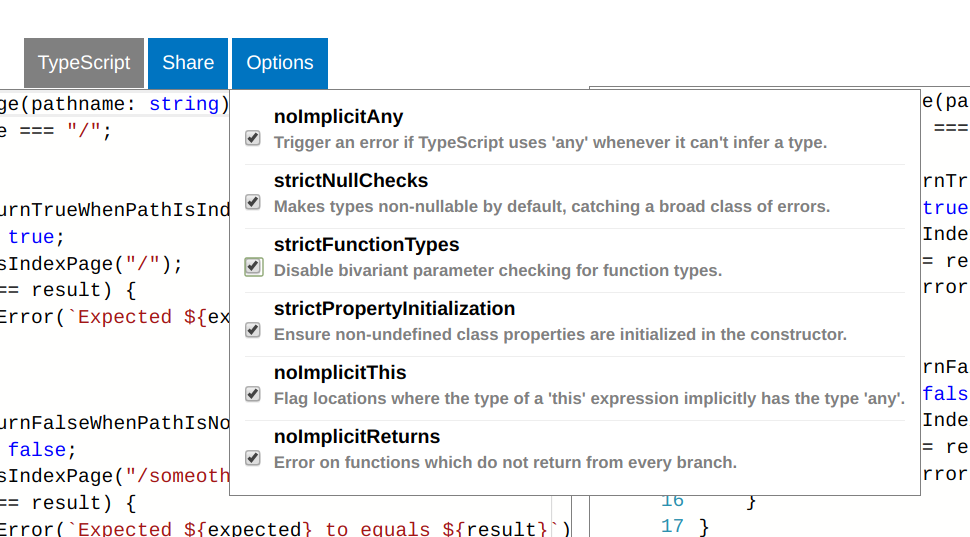 TypeScript Share Options
ge(pathname: string)
e === "/";
urnTrueWhenPathIsInd
true;
sIndexPage("/");
== result) {
Error(`Expected ${ex
urnFalseWhenPathIsNo
false;
sIndexPage("/someoth
== result) {
Error(`Expected ${expected} to equals ${result}`)
noImplicitAny
Trigger an error if TypeScript uses 'any' whenever it can't infer a type.
strictNullChecks
Makes types non-nullable by default, catching a broad class of errors.
strictFunctionTypes
Disable bivariant parameter checking for function types.
strictPropertyInitialization
Ensure non-undefined class properties are initialized in the constructor.
noImplicitThis
Flag locations where the type of a 'this' expression implicitly has the type 'any'.
noImplicitReturns
Error on functions which do not return from every branch.
e(pa
===
rnTr
true
Inde
= re
rror
rnFa
fals
Inde
= re
rror
16 }
17 }